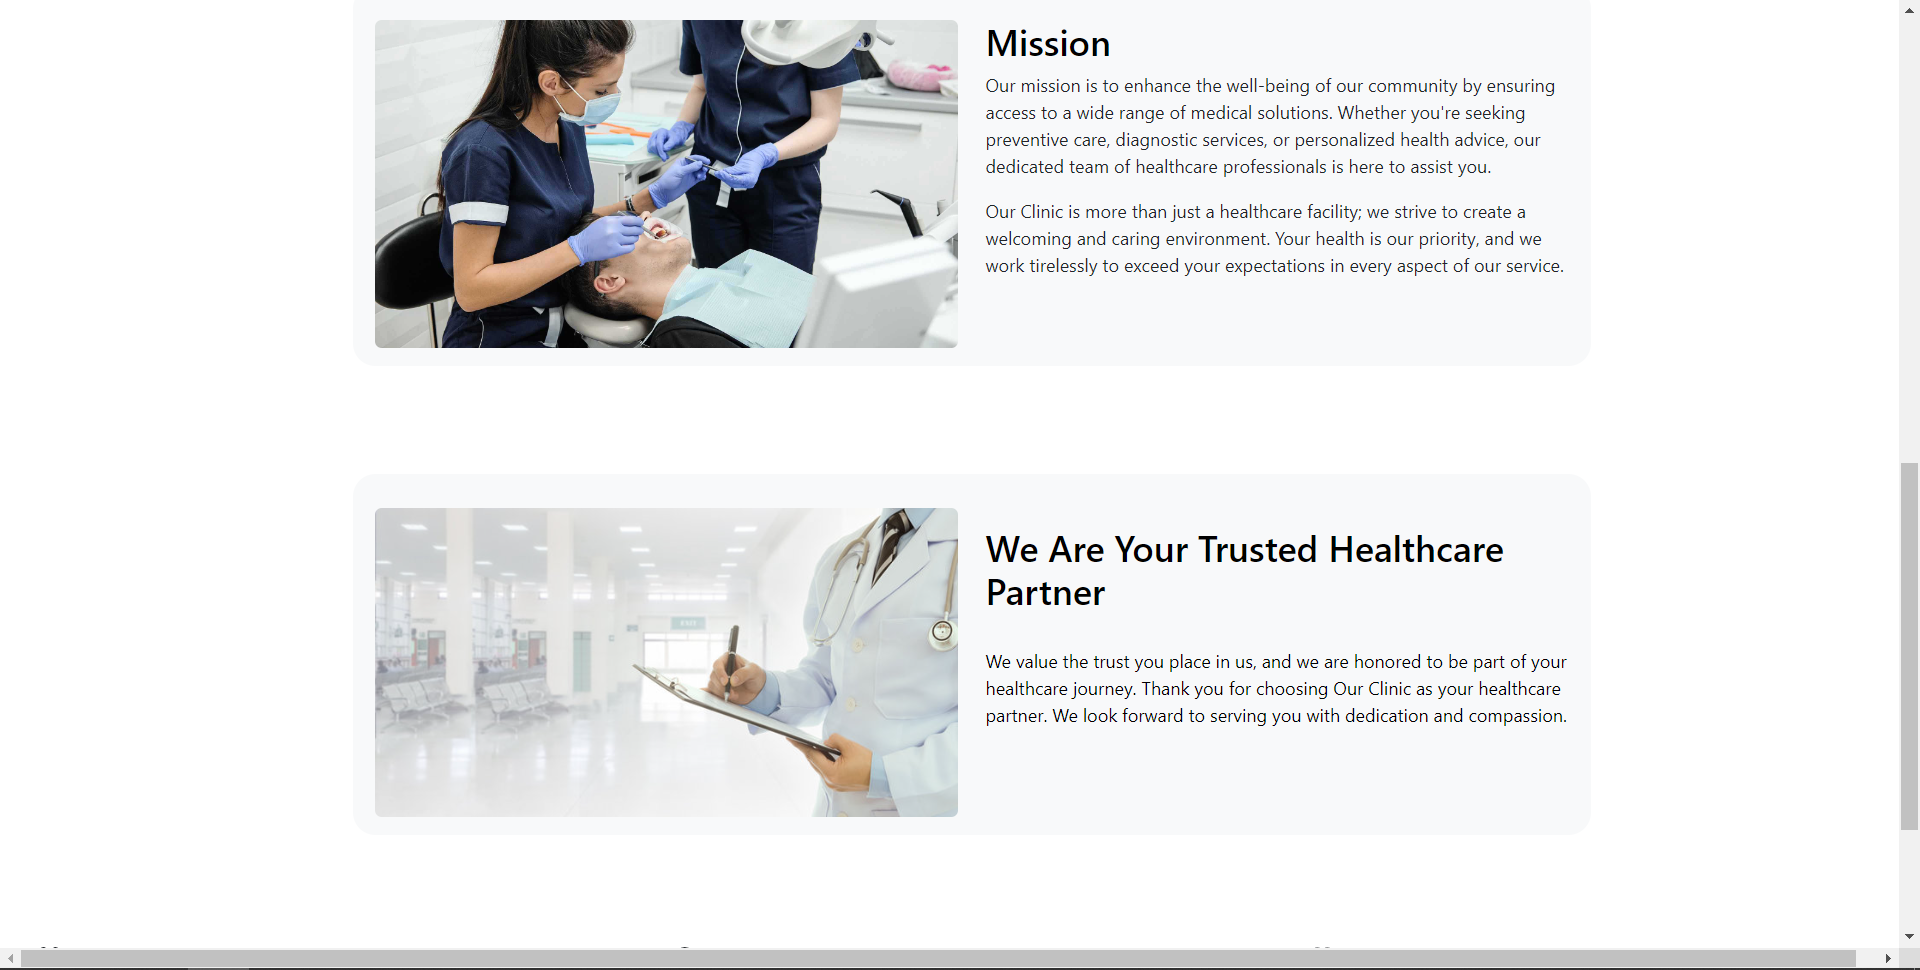 Mission
Our mission is to enhance the well-being of our community by ensuring
access to a wide range of medical solutions. Whether you're seeking
preventive care, diagnostic services, or personalized health advice, our
dedicated team of healthcare professionals is here to assist you.
Our Clinic is more than just a healthcare facility; we strive to create a
welcoming and caring environment. Your health is our priority, and we
work tirelessly to exceed your expectations in every aspect of our service.
EXIT
We Are Your Trusted Healthcare
Partner
We value the trust you place in us, and we are honored to be part of your
healthcare journey. Thank you for choosing Our Clinic as your healthcare
partner. We look forward to serving you with dedication and compassion.